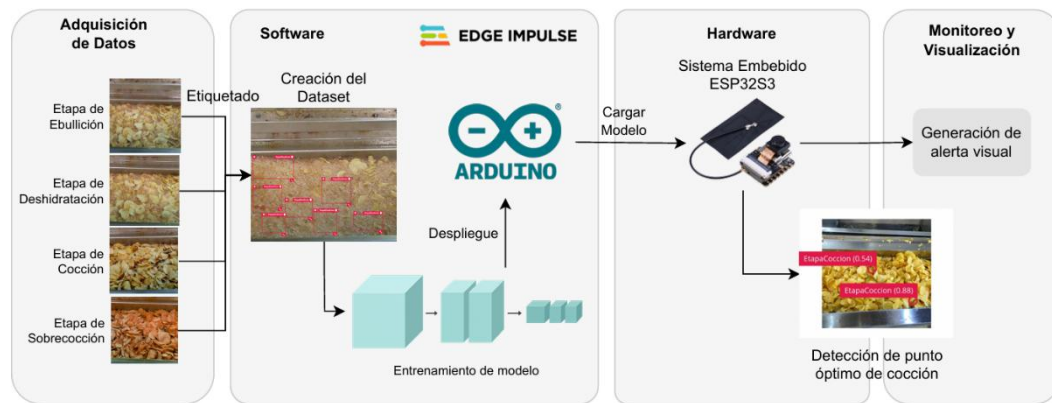 Adquisición
de Datos
Etapa de
Ebullición
Etapa de
Deshidratación
Etapa de
Cocción
Etapa de
Sobrecocción
Etiquetado
Software
EDGE IMPULSE
Creación del
Dataset
ARDUINO
®
Despliegue
Entrenamiento de modelo
Cargar
Modelo
Hardware
Sistema Embebido
ESP32S3
EtapaCoccion (0.54)
EtapaCoccion (0.88)
Detección de punto
óptimo de cocción
Monitoreo y
Visualización
Generación de
alerta visual